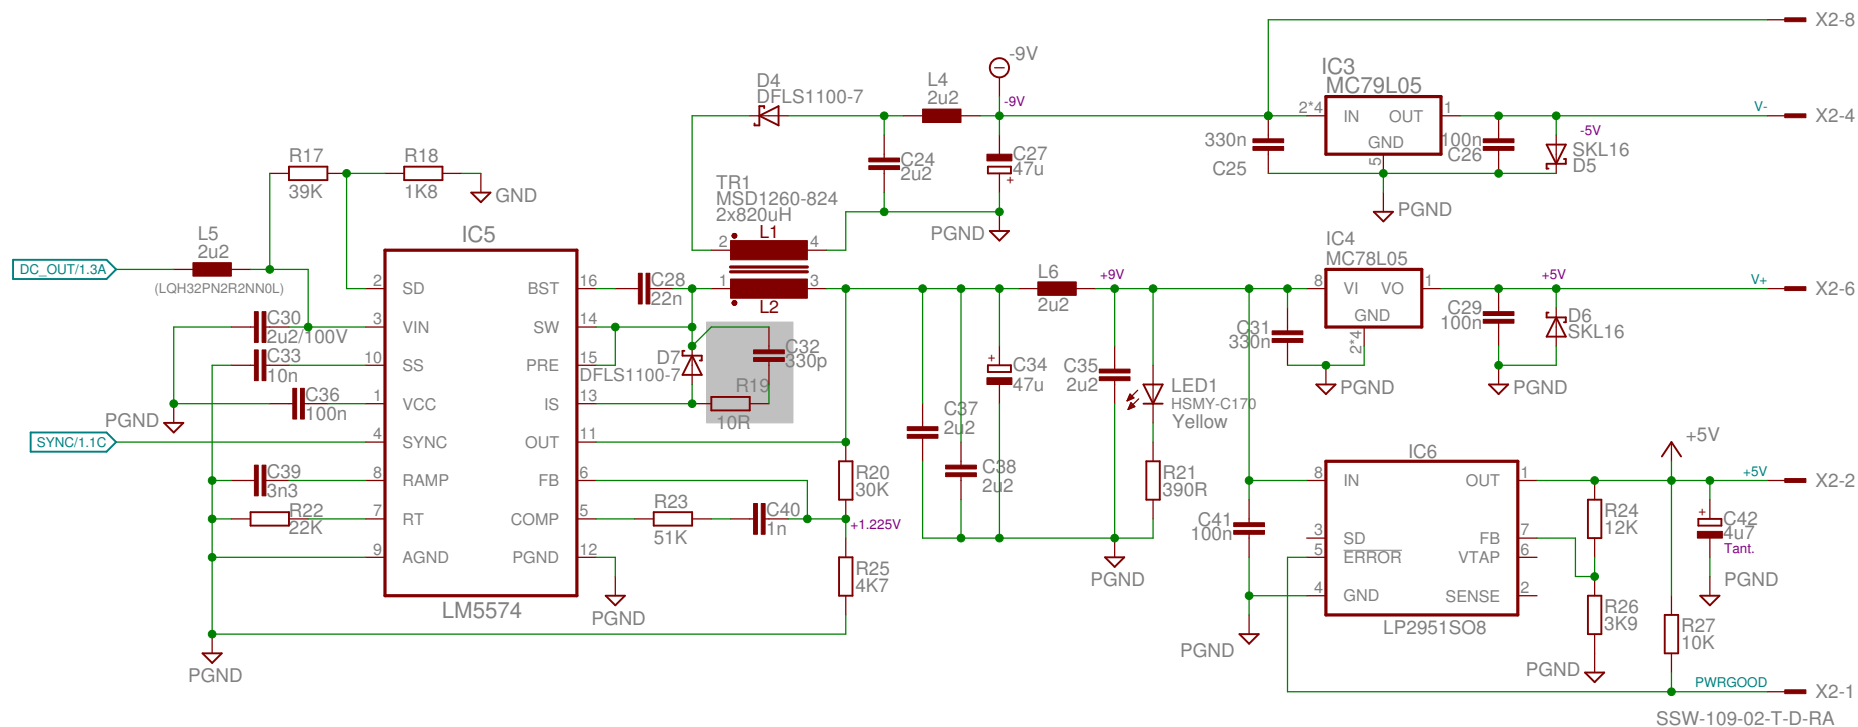 X2-8
-9V
D4
DFLS1100-7
L4
2u2
-9V
IC3
MC79L05
2*4
IN
OUT
1
GND
5
330n
C25
100n
C26
-5V
SKL16
D5
V-
X2-4
PGND
C24
2u2
C27
47u
+
PGND
R17
39K
R18
1K8
GND
TR1
MSD1260-824
2x820uH
L1
2
4
1
3
L2
L5
2u2
DC_OUT/1.3A
(LQH32PN2R2NN0L)
IC5
2
SD
BST
16
3
VIN
SW
14
10
SS
PRE
15
1
VCC
IS
13
4
SYNC
OUT
11
8
RAMP
FB
6
7
RT
COMP
5
9
AGND
PGND
12
LM5574
C30
2u2/100V
C33
10n
C36
100n
PGND
SYNC/1.1C
C39
3n3
R22
22K
PGND
C28
22n
D7
DFLS1100-7
C32
330p
R19
10R
R23
51K
C40
1n
PGND
R20
30K
+1.225V
R25
4K7
L6
2u2
+9V
+
C34
47u
C35
2u2
C37
2u2
C38
2u2
LED1
HSMY-C170
Yellow
R21
390R
PGND
IC4
MC78L05
8
VI
VO
1
GND
2*4
C31
330n
PGND
+5V
C29
100n
D6
SKL16
PGND
V+
X2-6
IC6
8
IN
OUT
1
3
SD
FB
7
5
ERROR
VTAP
6
4
GND
SENSE
2
LP2951SO8
C41
100n
PGND
+5V
+5V
X2-2
R24
12K
R26
3K9
PGND
+
C42
4u7
Tant.
PGND
R27
10K
PWRGOOD
X2-1
SSW-109-02-T-D-RA